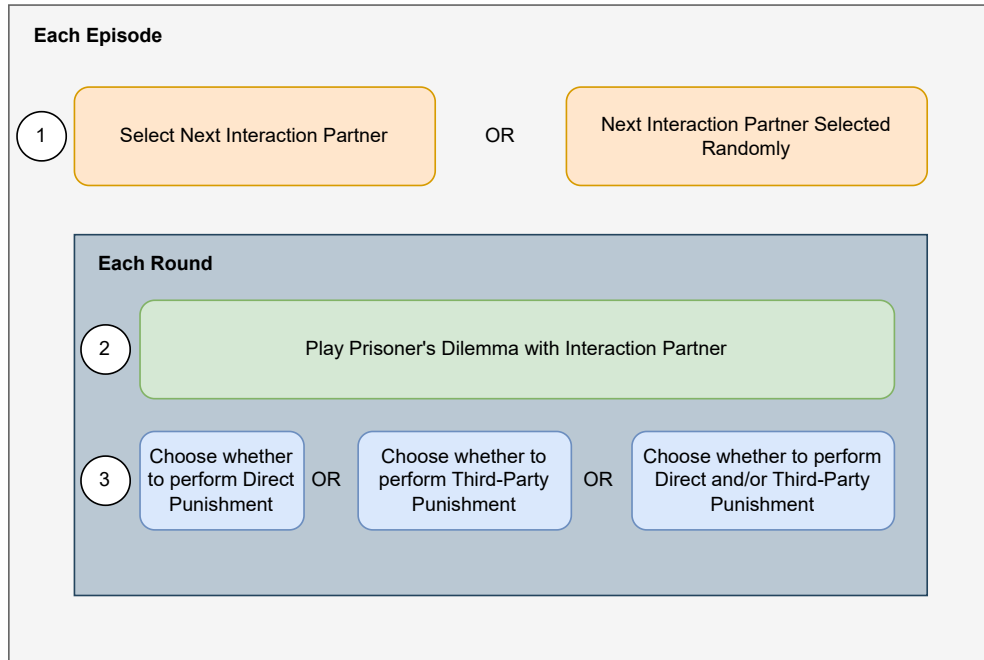 Each Episode
1
Select Next Interaction Partner
OR
Next Interaction Partner Selected
Randomly
Each Round
2
Play Prisoner's Dilemma with Interaction Partner
3
Choose whether
to perform Direct
Punishment
OR
Choose whether to
perform Third-Party
Punishment
OR
Choose whether to perform
Direct and/or Third-Party
Punishment